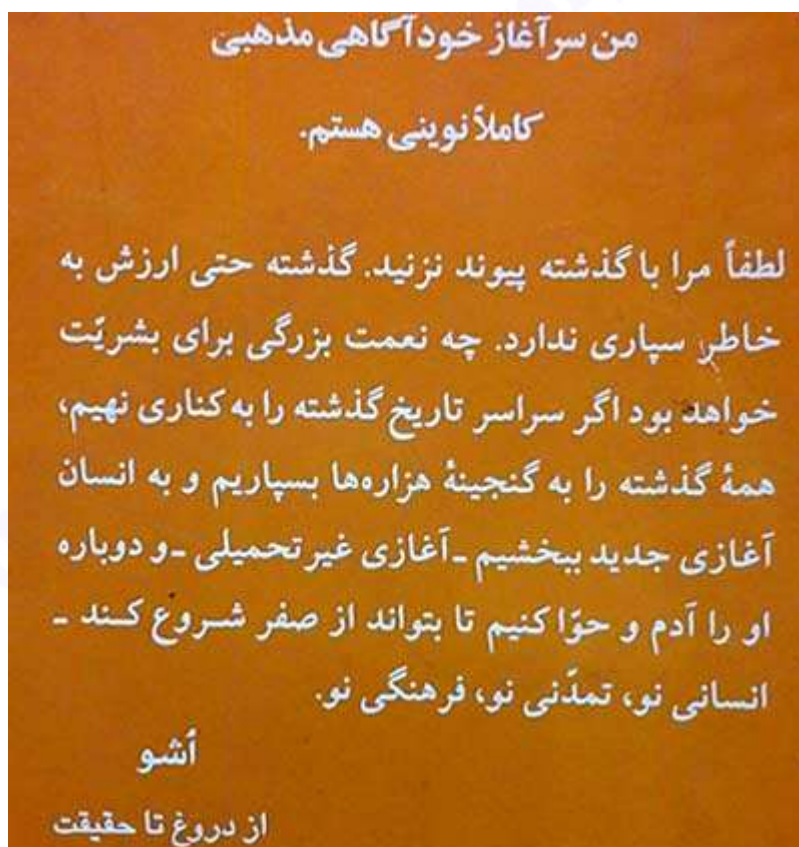 من سرآغاز خودآگاهی مذهبی
کاملاً نوینی هستم.
لطفاً مرا با گذشته پیوند نزنید. گذشته حتی ارزش به
خاطر سپاری ندارد. چه نعمت بزرگی برای بشریّت
خواهد بود اگر سراسر تاریخ گذشته را به کناری نهیم،
همهٔ گذشته را به گنجینهٔ هزاره‌ها بسپاریم و به انسان
آغازی جدید ببخشیم ـ آغازی غیرتحمیلی ـ و دوباره
او را آدم و حوّا کنیم تا بتواند از صفر شـروع کـند ـ
انسانی نو، تمدّنی نو، فرهنگی نو.
اُشو
از دروغ تا حقیقت